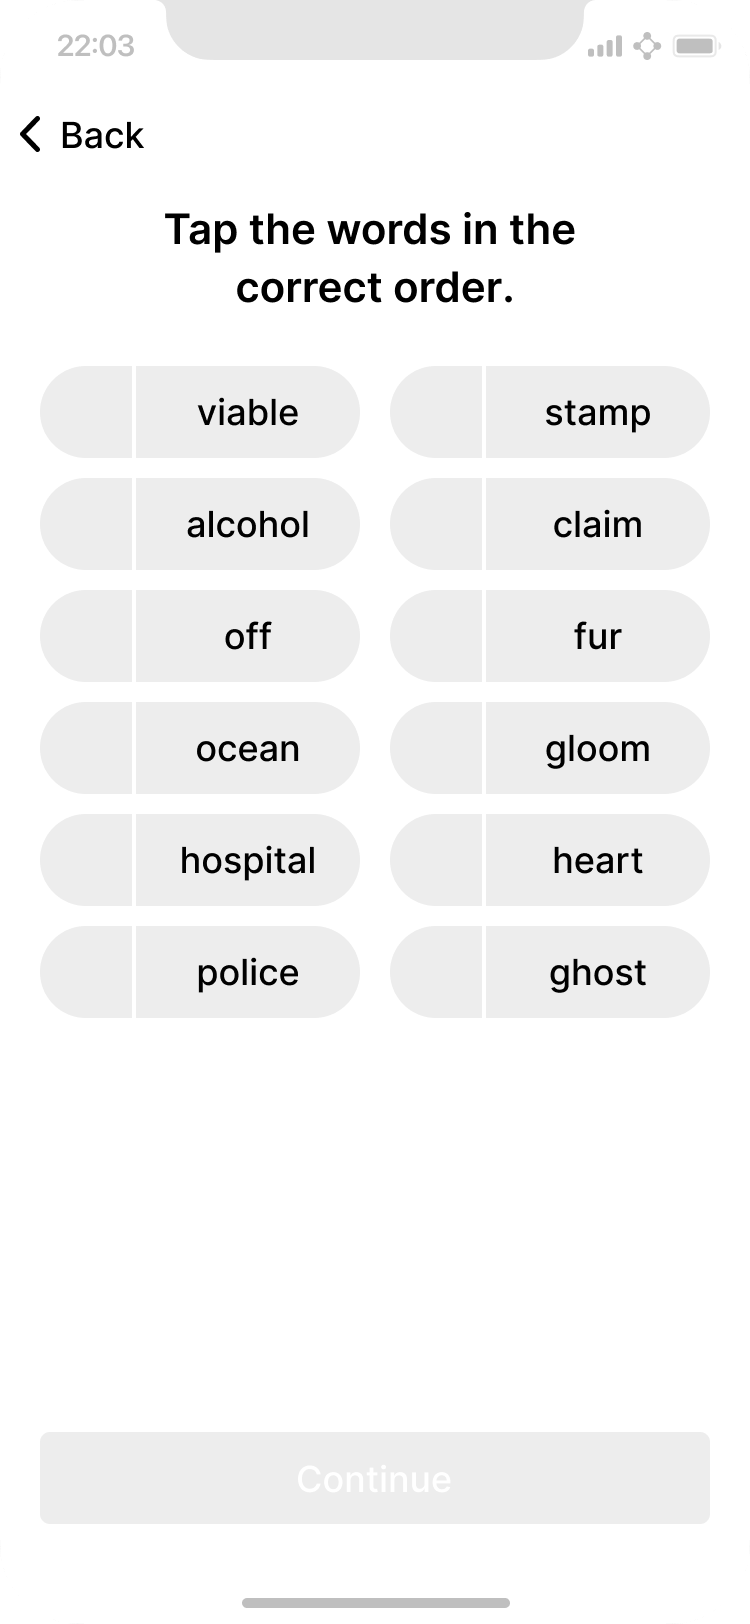 22:03
Back
Tap the words in the
correct order.
viable
stamp
alcohol
claim
off
fur
ocean
gloom
hospital
heart
police
ghost
Continue